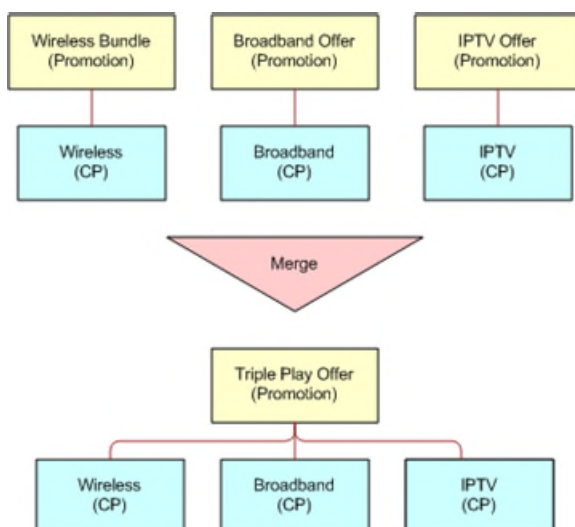 Wireless Bundle
(Promotion)
Broadband Offer
(Promotion)
IPTV Offer
(Promotion)
Wireless
(CP)
Broadband
(CP)
IPTV
(CP)
Merge
Triple Play Offer
(Promotion)
Wireless
(CP)
Broadband
(CP)
IPTV
(CP)